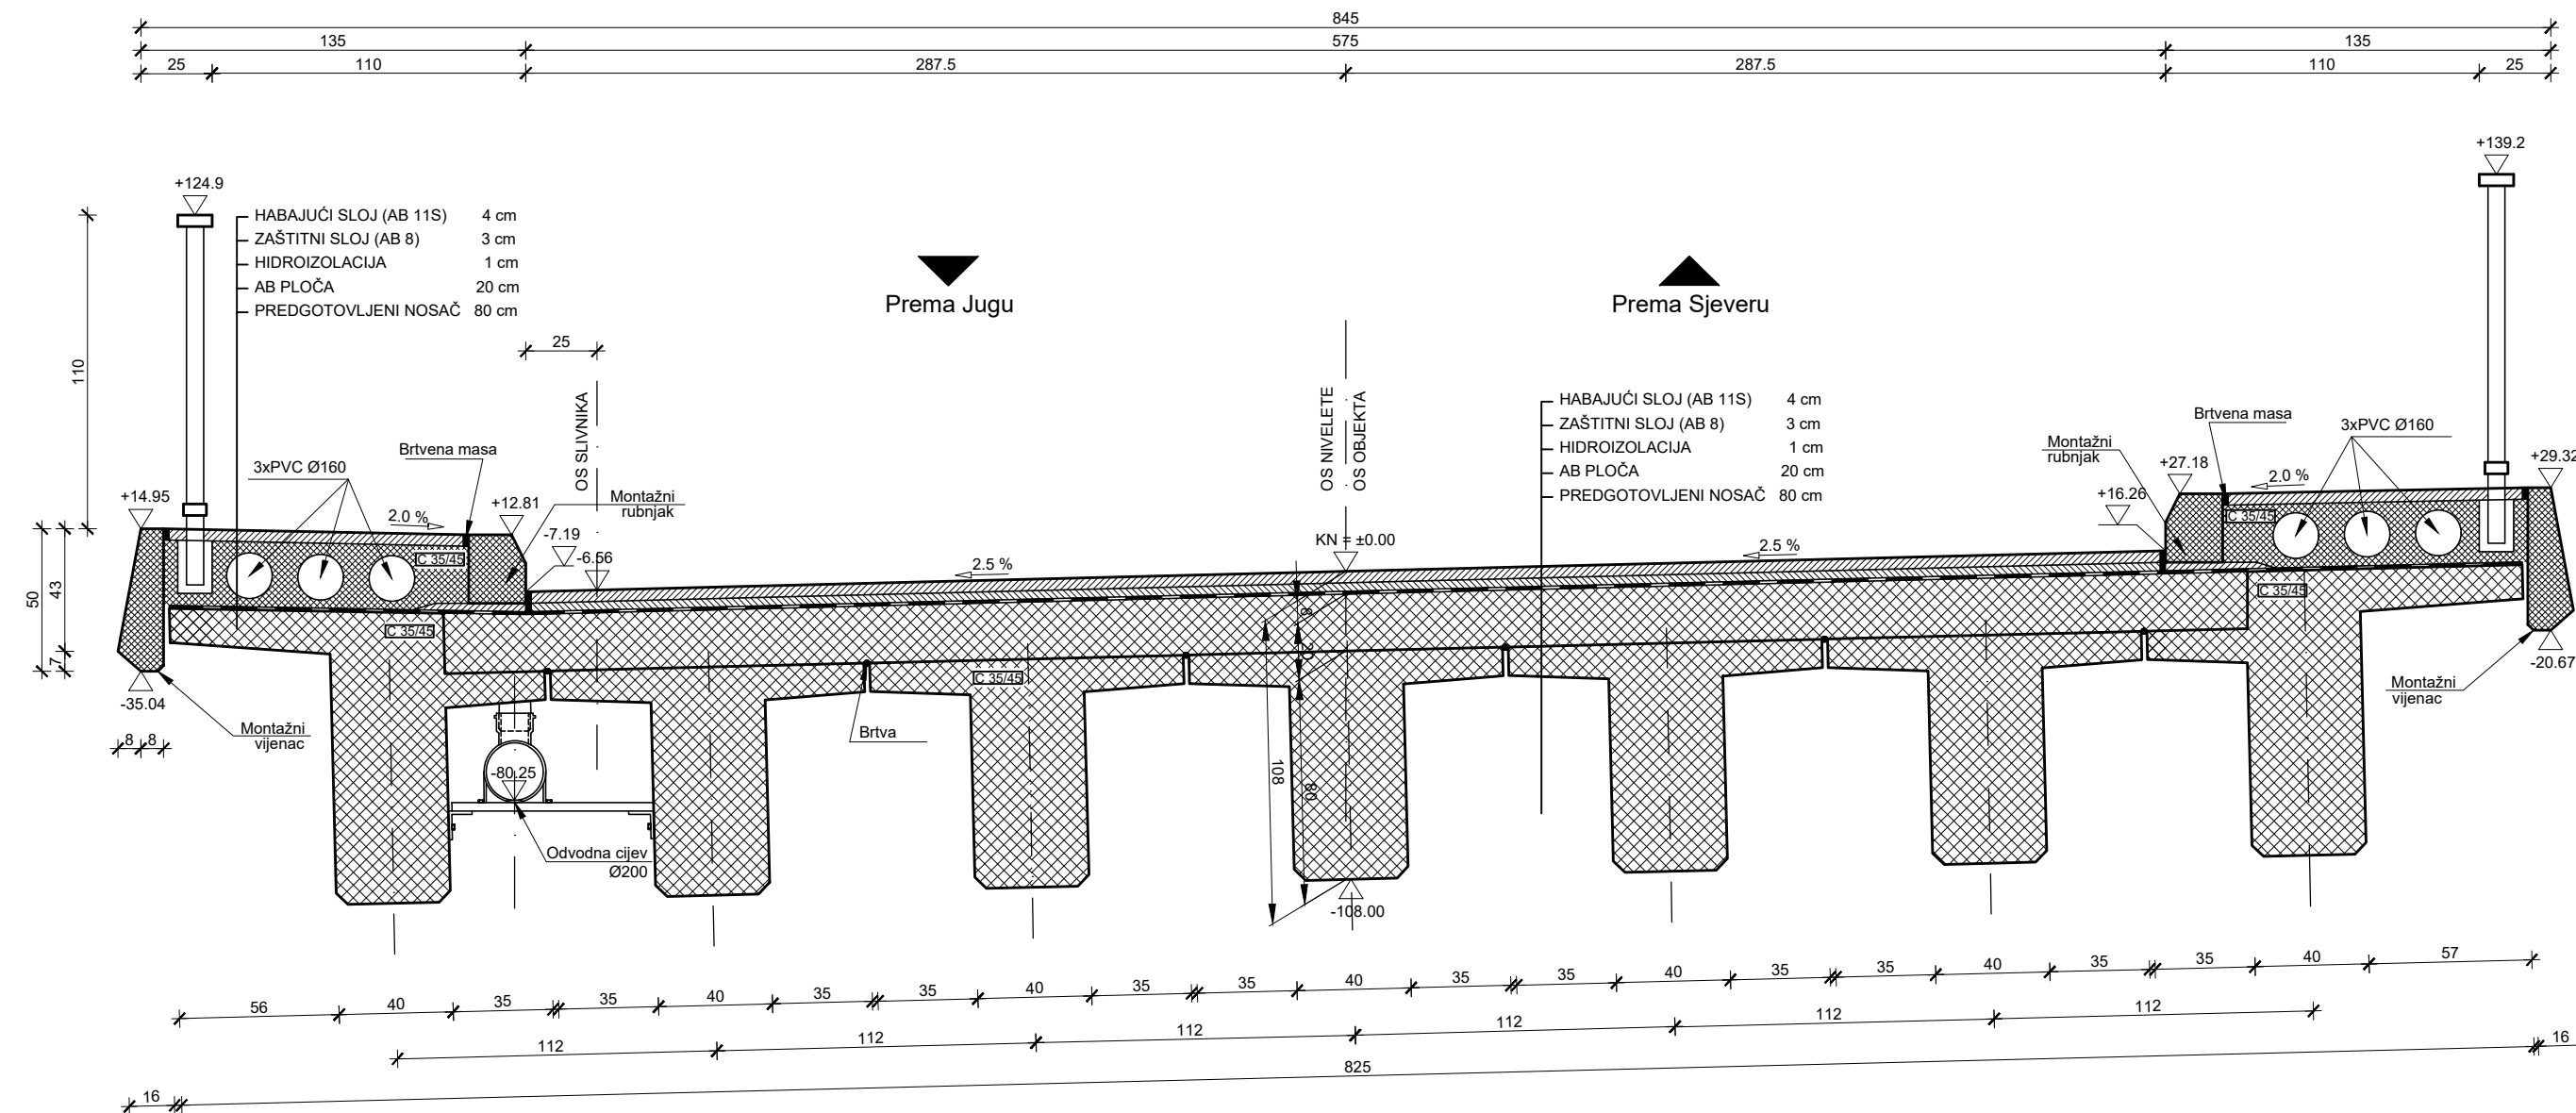 845
135 575 135
25 110 287.5 287.5 110 25
+139.2
+124.9
HABAJUĆI SLOJ (AB 11S) 4 cm
ZAŠTITNI SLOJ (AB 8) 3 cm
HIDROIZOLACIJA 1 cm
AB PLOČA 20 cm
PREDGOTOVLJENI NOSAČ 80 cm
Prema Jugu
Prema Sjeveru
25
110
OS SLIVNIKA
OS NIVELETE
OS OBJEKTA
HABAJUĆI SLOJ (AB 11S) 4 cm
ZAŠTITNI SLOJ (AB 8) 3 cm
HIDROIZOLACIJA 1 cm
AB PLOČA 20 cm
PREDGOTOVLJENI NOSAČ 80 cm
Brtvena masa
3xPVC Ø160
Brtvena masa
3xPVC Ø160
Montažni
rubnjak
Montažni
rubnjak
+14.95
+12.81
2.0 %
-7.19
-6.56
C 35/45
KN = ±0.00
2.5 %
2.5 %
+27.18
+16.26
2.0 %
+29.32
C 35/45
50
43
7
C 35/45
C 35/45
C 35/45
8
20
80
108
-35.04
-20.67
8 8
Montažni
vijenac
Montažni
vijenac
Brtva
-80.25
Odvodna cijev
Ø200
-108.00
56 40 35 35 40 35 35 40 35 35 40 35 35 40 35 35 40 35 35 40 57
112 112 112 112 112 112
16 825 16